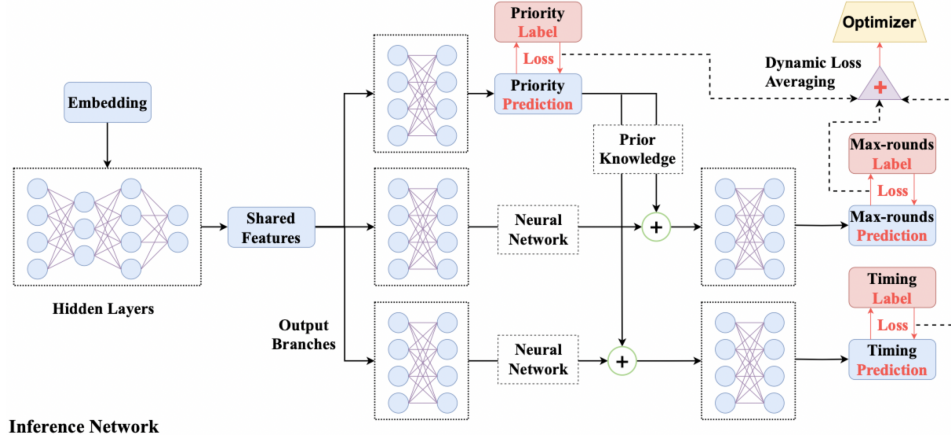 Priority
Label
Loss
Priority
Prediction
Optimizer
Dynamic Loss
Averaging
+
Embedding
Prior
Knowledge
Max-rounds
Label
Loss
Max-rounds
Prediction
Shared
Features
Neural
Network
+
Hidden Layers
Output
Branches
Timing
Label
Loss
Timing
Prediction
Neural
Network
+
Inference Network